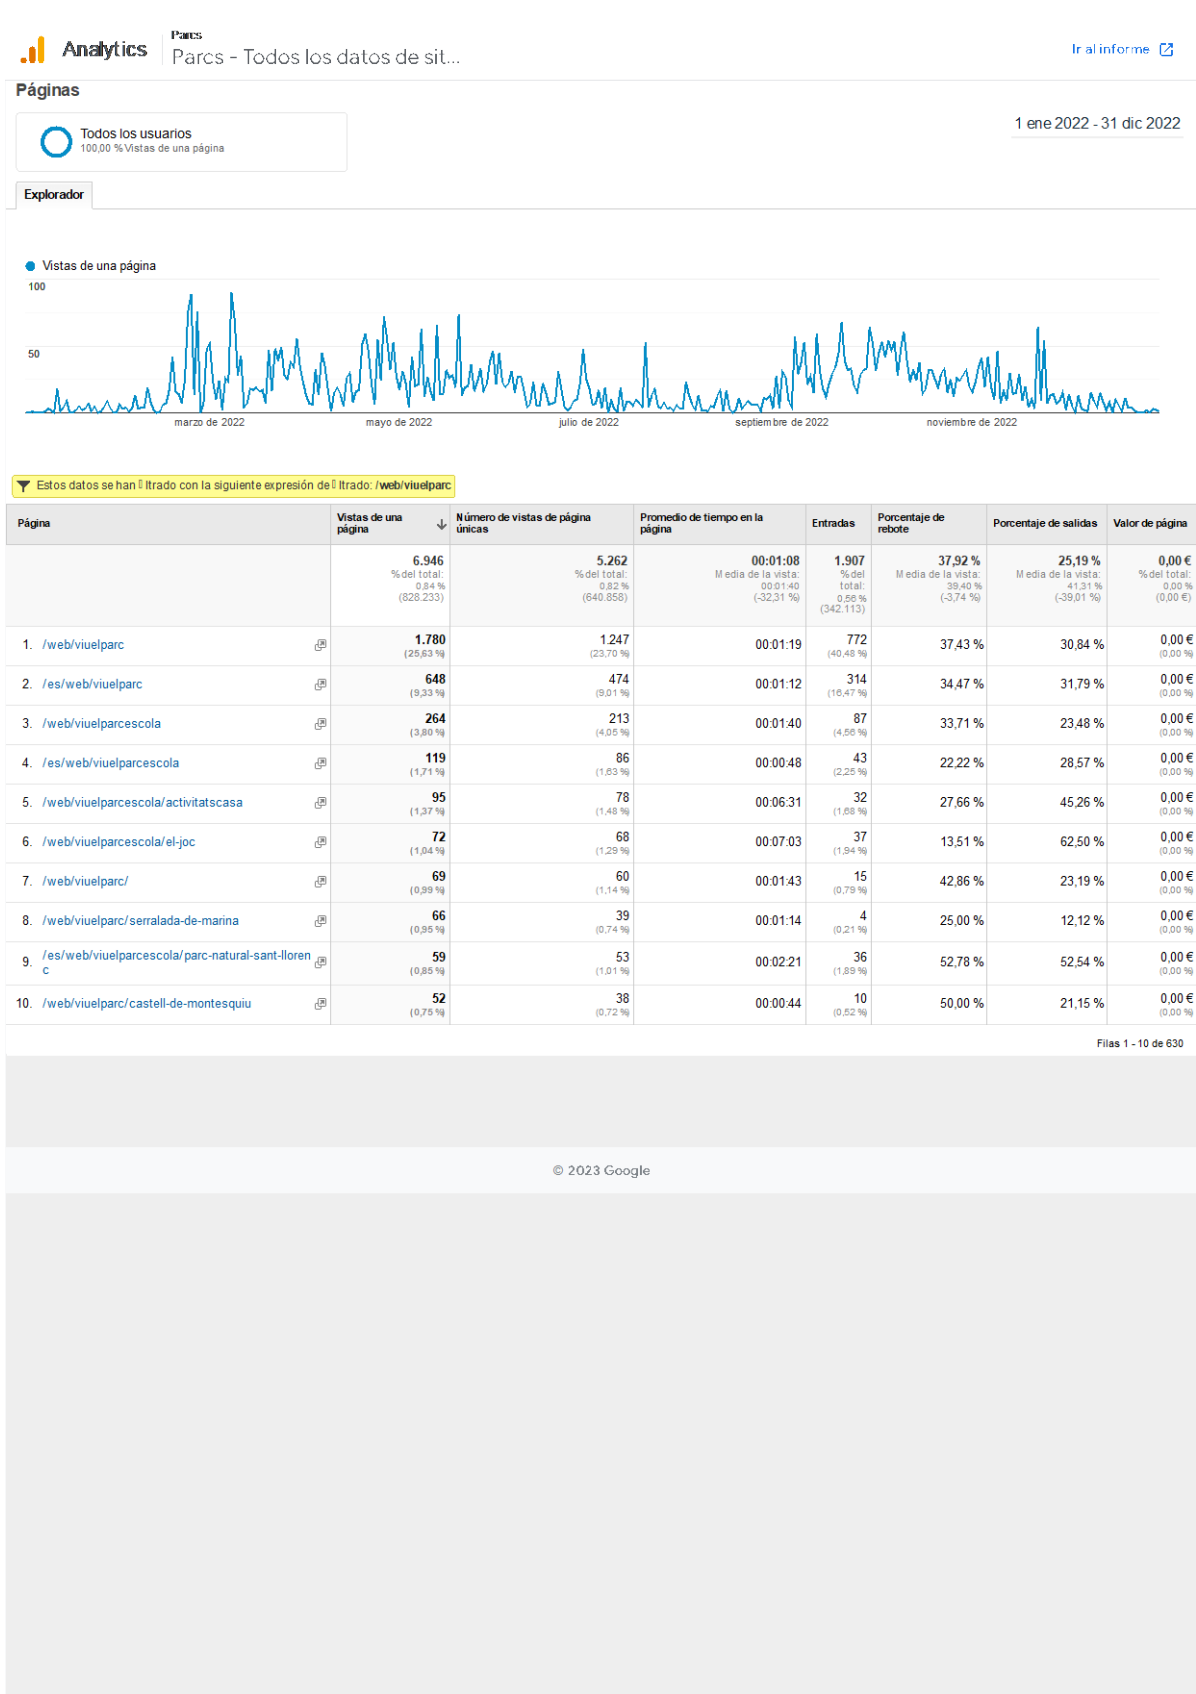 Analytics
Parcs
Parcs - Todos los datos de sit...
Ir al informe
Páginas
Todos los usuarios
100,00 % Vistas de una página
1 ene 2022 - 31 dic 2022
Explorador
Vistas de una página
100
50
marzo de 2022
mayo de 2022
julio de 2022
septiembre de 2022
noviembre de 2022
Estos datos se han ltrado con la siguiente expresión de ltrado: /web/viuelparc
Página
Vistas de una página
Número de vistas de página únicas
Promedio de tiempo en la página
Entradas
Porcentaje de rebote
Porcentaje de salidas
Valor de página
6.946
% del total:
0,84 %
(828.233)
5.262
% del total:
0,82 %
(640.858)
00:01:08
Media de la vista:
00:01:40
(-32,31 %)
1.907
% del total:
0,56 %
(342.113)
37,92 %
Media de la vista:
39,40 %
(-3,74 %)
25,19 %
Media de la vista:
41,31 %
(-39,01 %)
0,00 €
% del total:
0,00 %
(0,00 €)
1. /web/viuelparc 1.780 (25,63 %) 1.247 (23,70 %) 00:01:19 772 (40,48 %) 37,43 % 30,84 % 0,00 € (0,00 %)
2. /es/web/viuelparc 648 (9,33 %) 474 (9,01 %) 00:01:12 314 (16,47 %) 34,47 % 31,79 % 0,00 € (0,00 %)
3. /web/viuelparcescola 264 (3,80 %) 213 (4,05 %) 00:01:40 87 (4,56 %) 33,71 % 23,48 % 0,00 € (0,00 %)
4. /es/web/viuelparcescola 119 (1,71 %) 86 (1,63 %) 00:00:48 43 (2,25 %) 22,22 % 28,57 % 0,00 € (0,00 %)
5. /web/viuelparcescola/activitatscasa 95 (1,37 %) 78 (1,48 %) 00:06:31 32 (1,68 %) 27,66 % 45,26 % 0,00 € (0,00 %)
6. /web/viuelparcescola/el-joc 72 (1,04 %) 68 (1,29 %) 00:07:03 37 (1,94 %) 13,51 % 62,50 % 0,00 € (0,00 %)
7. /web/viuelparc/ 69 (0,99 %) 60 (1,14 %) 00:01:43 15 (0,79 %) 42,86 % 23,19 % 0,00 € (0,00 %)
8. /web/viuelparc/serralada-de-marina 66 (0,95 %) 39 (0,74 %) 00:01:14 4 (0,21 %) 25,00 % 12,12 % 0,00 € (0,00 %)
9. /es/web/viuelparcescola/parc-natural-sant-llorenc 59 (0,85 %) 53 (1,01 %) 00:02:21 36 (1,89 %) 52,78 % 52,54 % 0,00 € (0,00 %)
10. /web/viuelparc/castell-de-montesquiu 52 (0,75 %) 38 (0,72 %) 00:00:44 10 (0,52 %) 50,00 % 21,15 % 0,00 € (0,00 %)
Filas 1 - 10 de 630
© 2023 Google